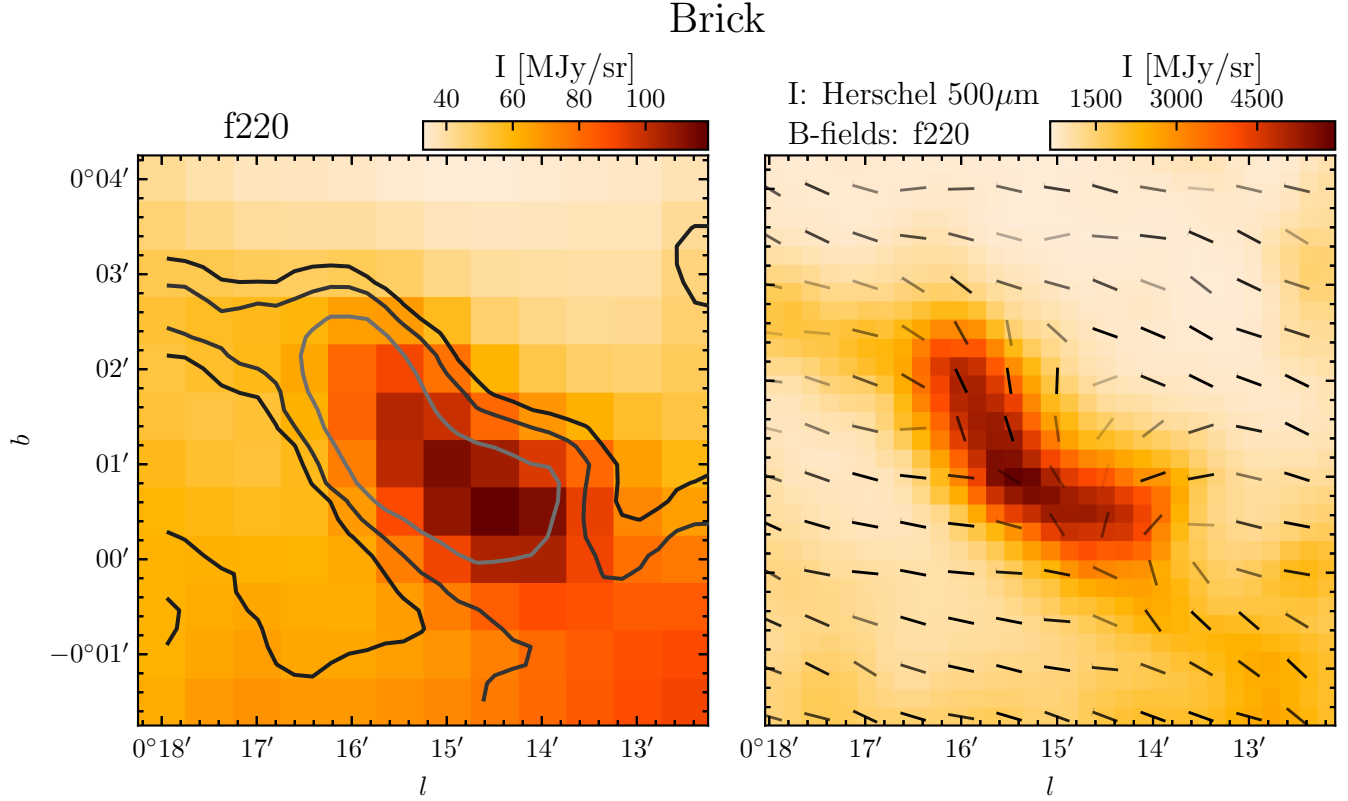 Brick
f220
I [MJy/sr]
40 60 80 100
I: Herschel 500μm
B-fields: f220
I [MJy/sr]
1500 3000 4500
0°04′
03′
02′
01′
00′
−0°01′
b
0°18′ 17′ 16′ 15′ 14′ 13′
l
0°18′ 17′ 16′ 15′ 14′ 13′
l